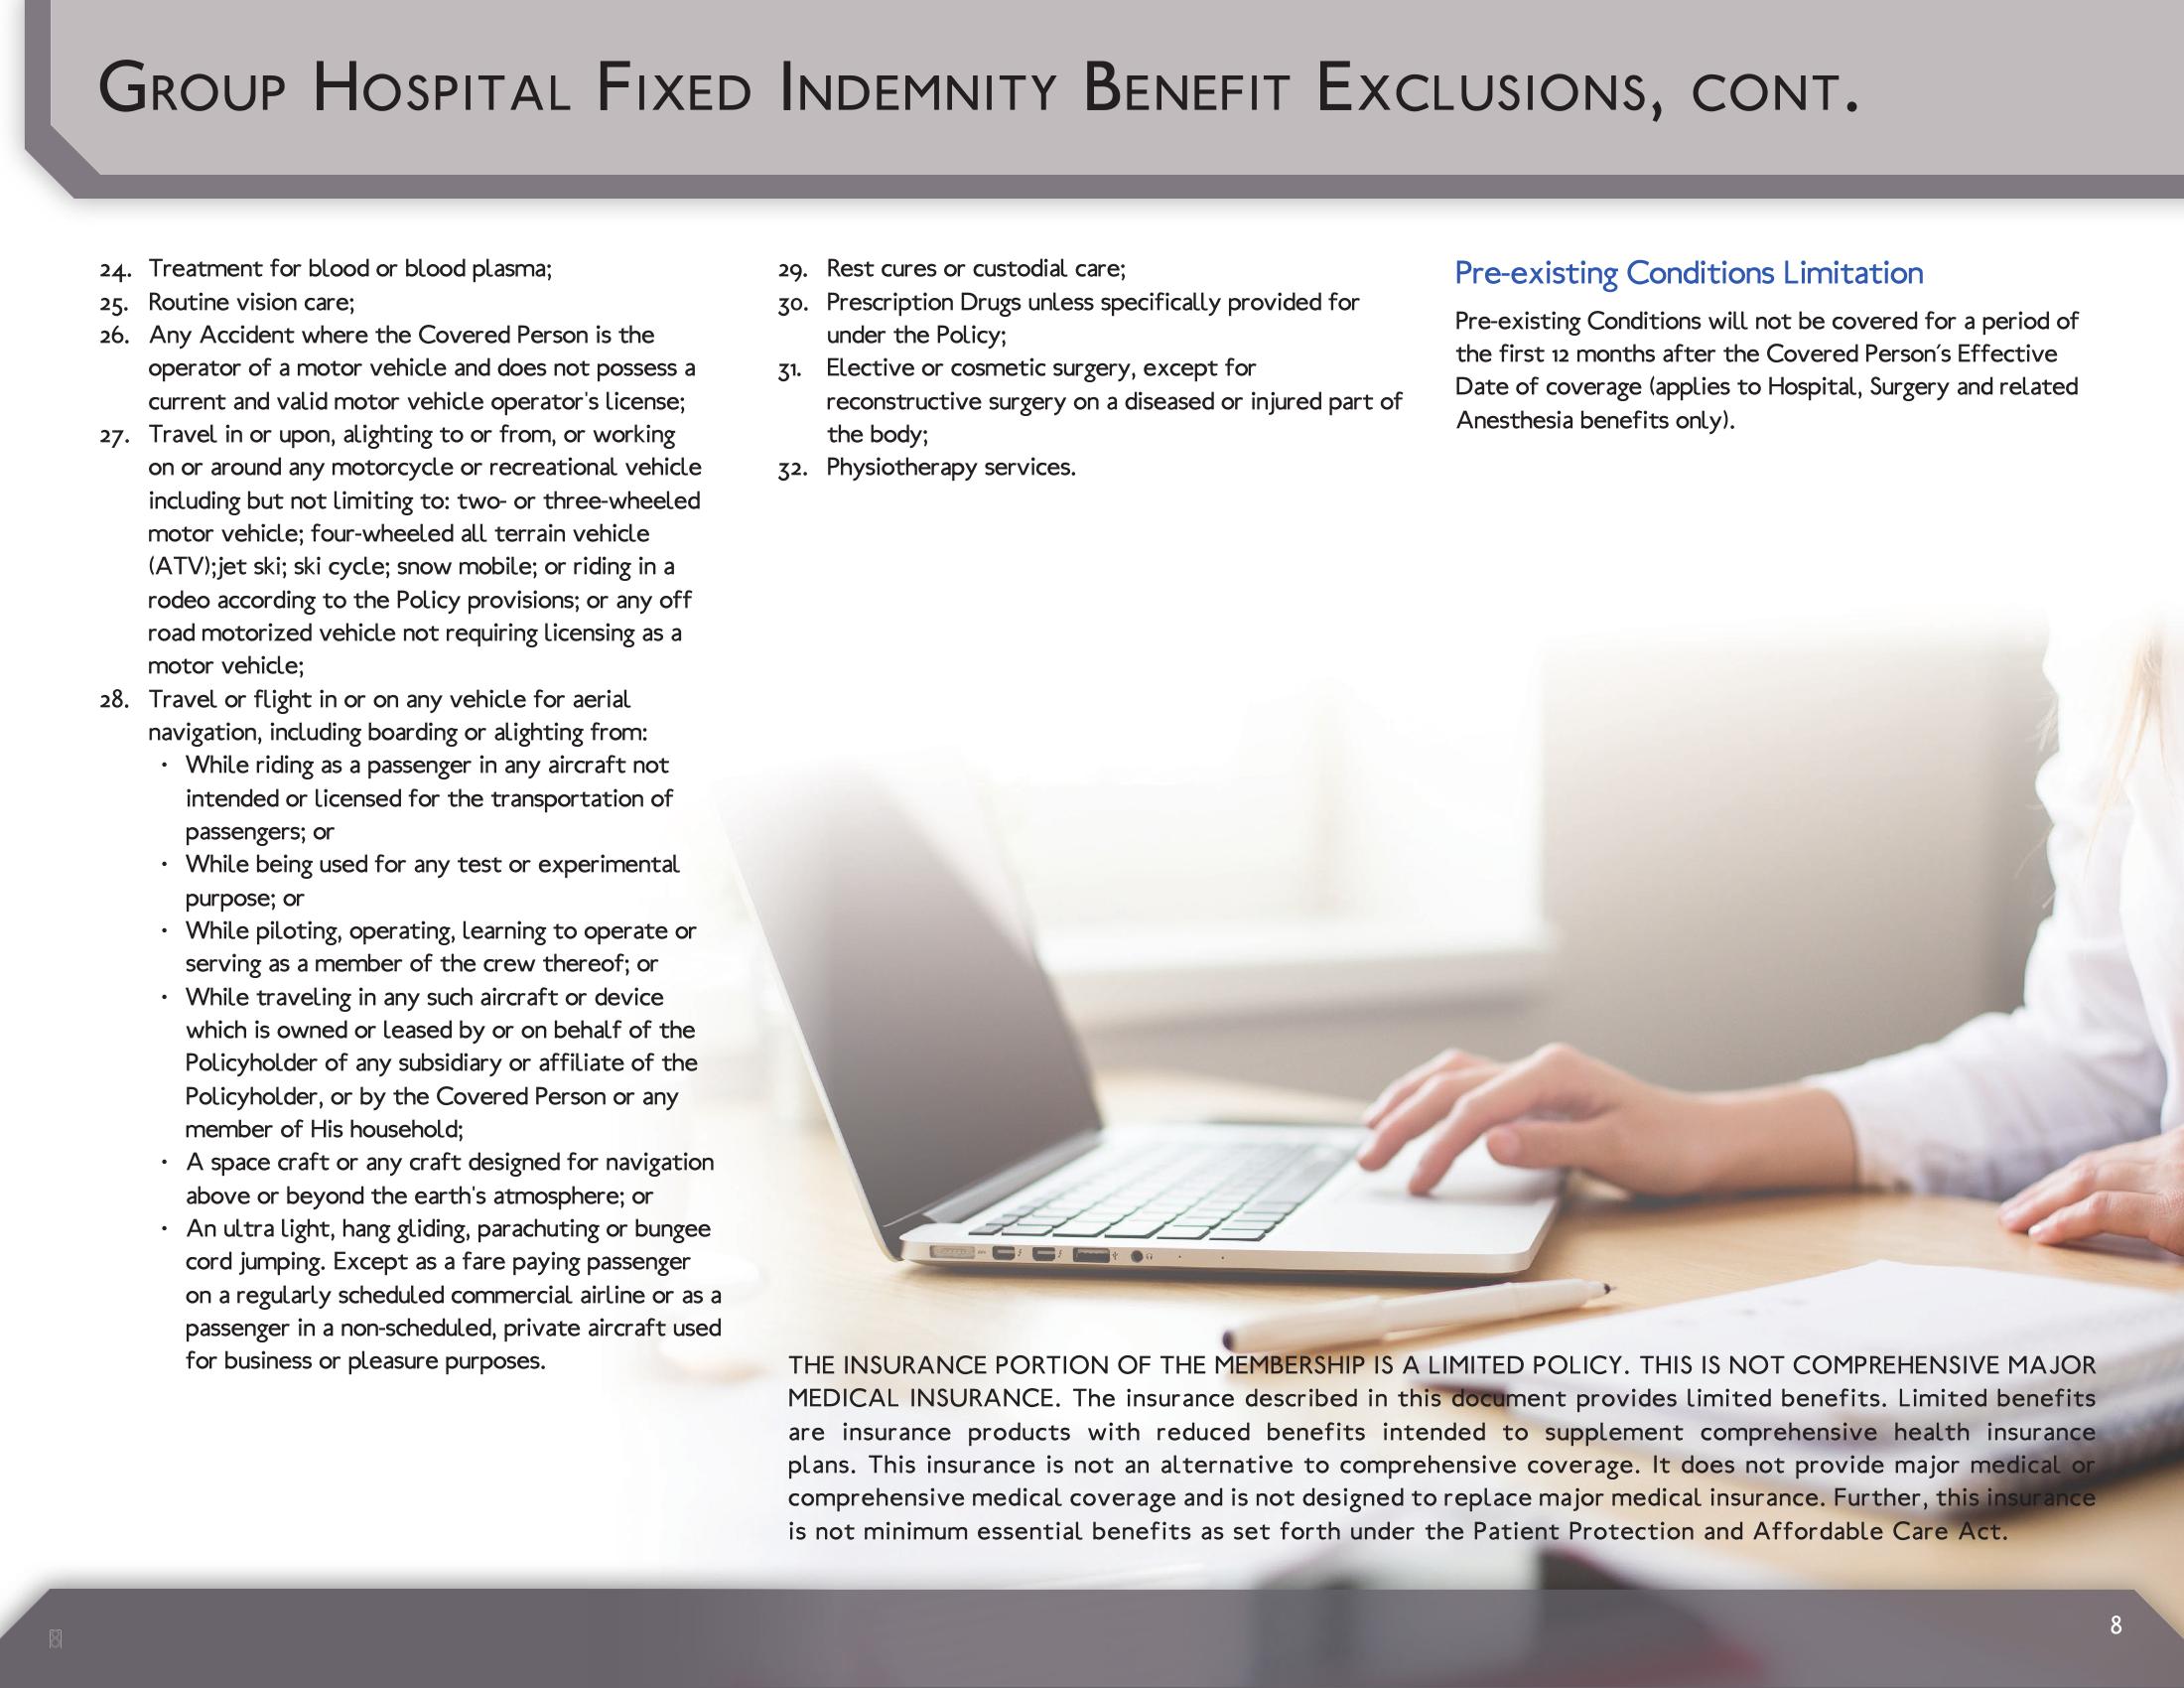 Group Hospital Fixed Indemnity Benefit Exclusions, cont.
24. Treatment for blood or blood plasma;
25. Routine vision care;
26. Any Accident where the Covered Person is the
operator of a motor vehicle and does not possess a
current and valid motor vehicle operator's license;
27. Travel in or upon, alighting to or from, or working
on or around any motorcycle or recreational vehicle
including but not limiting to: two- or three-wheeled
motor vehicle; four-wheeled all terrain vehicle
(ATV);jet ski; ski cycle; snow mobile; or riding in a
rodeo according to the Policy provisions; or any off
road motorized vehicle not requiring licensing as a
motor vehicle;
28. Travel or flight in or on any vehicle for aerial
navigation, including boarding or alighting from:
• While riding as a passenger in any aircraft not
intended or licensed for the transportation of
passengers; or
• While being used for any test or experimental
purpose; or
• While piloting, operating, learning to operate or
serving as a member of the crew thereof; or
• While traveling in any such aircraft or device
which is owned or leased by or on behalf of the
Policyholder of any subsidiary or affiliate of the
Policyholder, or by the Covered Person or any
member of His household;
• A space craft or any craft designed for navigation
above or beyond the earth's atmosphere; or
• An ultra light, hang gliding, parachuting or bungee
cord jumping. Except as a fare paying passenger
on a regularly scheduled commercial airline or as a
passenger in a non-scheduled, private aircraft used
for business or pleasure purposes.
29. Rest cures or custodial care;
30. Prescription Drugs unless specifically provided for
under the Policy;
31. Elective or cosmetic surgery, except for
reconstructive surgery on a diseased or injured part of
the body;
32. Physiotherapy services.
Pre-existing Conditions Limitation
Pre-existing Conditions will not be covered for a period of
the first 12 months after the Covered Person's Effective
Date of coverage (applies to Hospital, Surgery and related
Anesthesia benefits only).
THE INSURANCE PORTION OF THE MEMBERSHIP IS A LIMITED POLICY. THIS IS NOT COMPREHENSIVE MAJOR
MEDICAL INSURANCE. The insurance described in this document provides limited benefits. Limited benefits
are insurance products with reduced benefits intended to supplement comprehensive health insurance
plans. This insurance is not an alternative to comprehensive coverage. It does not provide major medical or
comprehensive medical coverage and is not designed to replace major medical insurance. Further, this insurance
is not minimum essential benefits as set forth under the Patient Protection and Affordable Care Act.
8